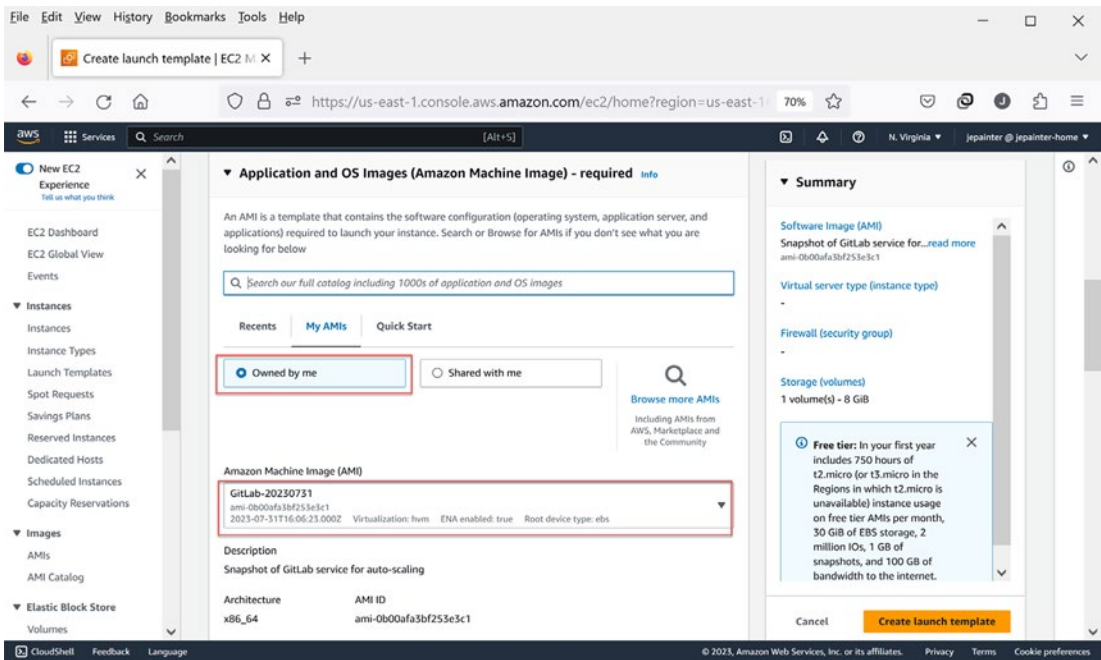 File Edit View History Bookmarks Tools Help
Create launch template | EC2 M
https://us-east-1.console.aws.amazon.com/ec2/home?region=us-east-1
70%
aws
Services
Search
[Alt+S]
N. Virginia
jepainter @ jepainter-home
New EC2
Experience
Tell us what you think
EC2 Dashboard
EC2 Global View
Events
Instances
Instances
Instance Types
Launch Templates
Spot Requests
Savings Plans
Reserved Instances
Dedicated Hosts
Scheduled Instances
Capacity Reservations
Images
AMIs
AMI Catalog
Elastic Block Store
Volumes
Application and OS Images (Amazon Machine Image) - required Info
An AMI is a template that contains the software configuration (operating system, application server, and
applications) required to launch your instance. Search or Browse for AMIs if you don't see what you are
looking for below
Search our full catalog including 1000s of application and OS images
Recents My AMIs Quick Start
Owned by me
Shared with me
Browse more AMIs
Including AMIs from
AWS, Marketplace and
the Community
Amazon Machine Image (AMI)
GitLab-20230731
ami-0b00afa3bf253e3c1
2023-07-31T16:06:23.000Z Virtualization: hvm ENA enabled: true Root device type: ebs
Description
Snapshot of GitLab service for auto-scaling
Architecture AMI ID
x86_64 ami-0b00afa3bf253e3c1
Summary
Software Image (AMI)
Snapshot of GitLab service for...read more
ami-0b00afa3bf253e3c1
Virtual server type (instance type)
-
Firewall (security group)
-
Storage (volumes)
1 volume(s) - 8 GiB
Free tier: In your first year
includes 750 hours of
t2.micro (or t3.micro in the
Regions in which t2.micro is
unavailable) instance usage
on free tier AMIs per month,
30 GiB of EBS storage, 2
million IOs, 1 GB of
snapshots, and 100 GB of
bandwidth to the internet.
Cancel
Create launch template
CloudShell Feedback Language
© 2023, Amazon Web Services, Inc. or its affiliates. Privacy Terms Cookie preferences